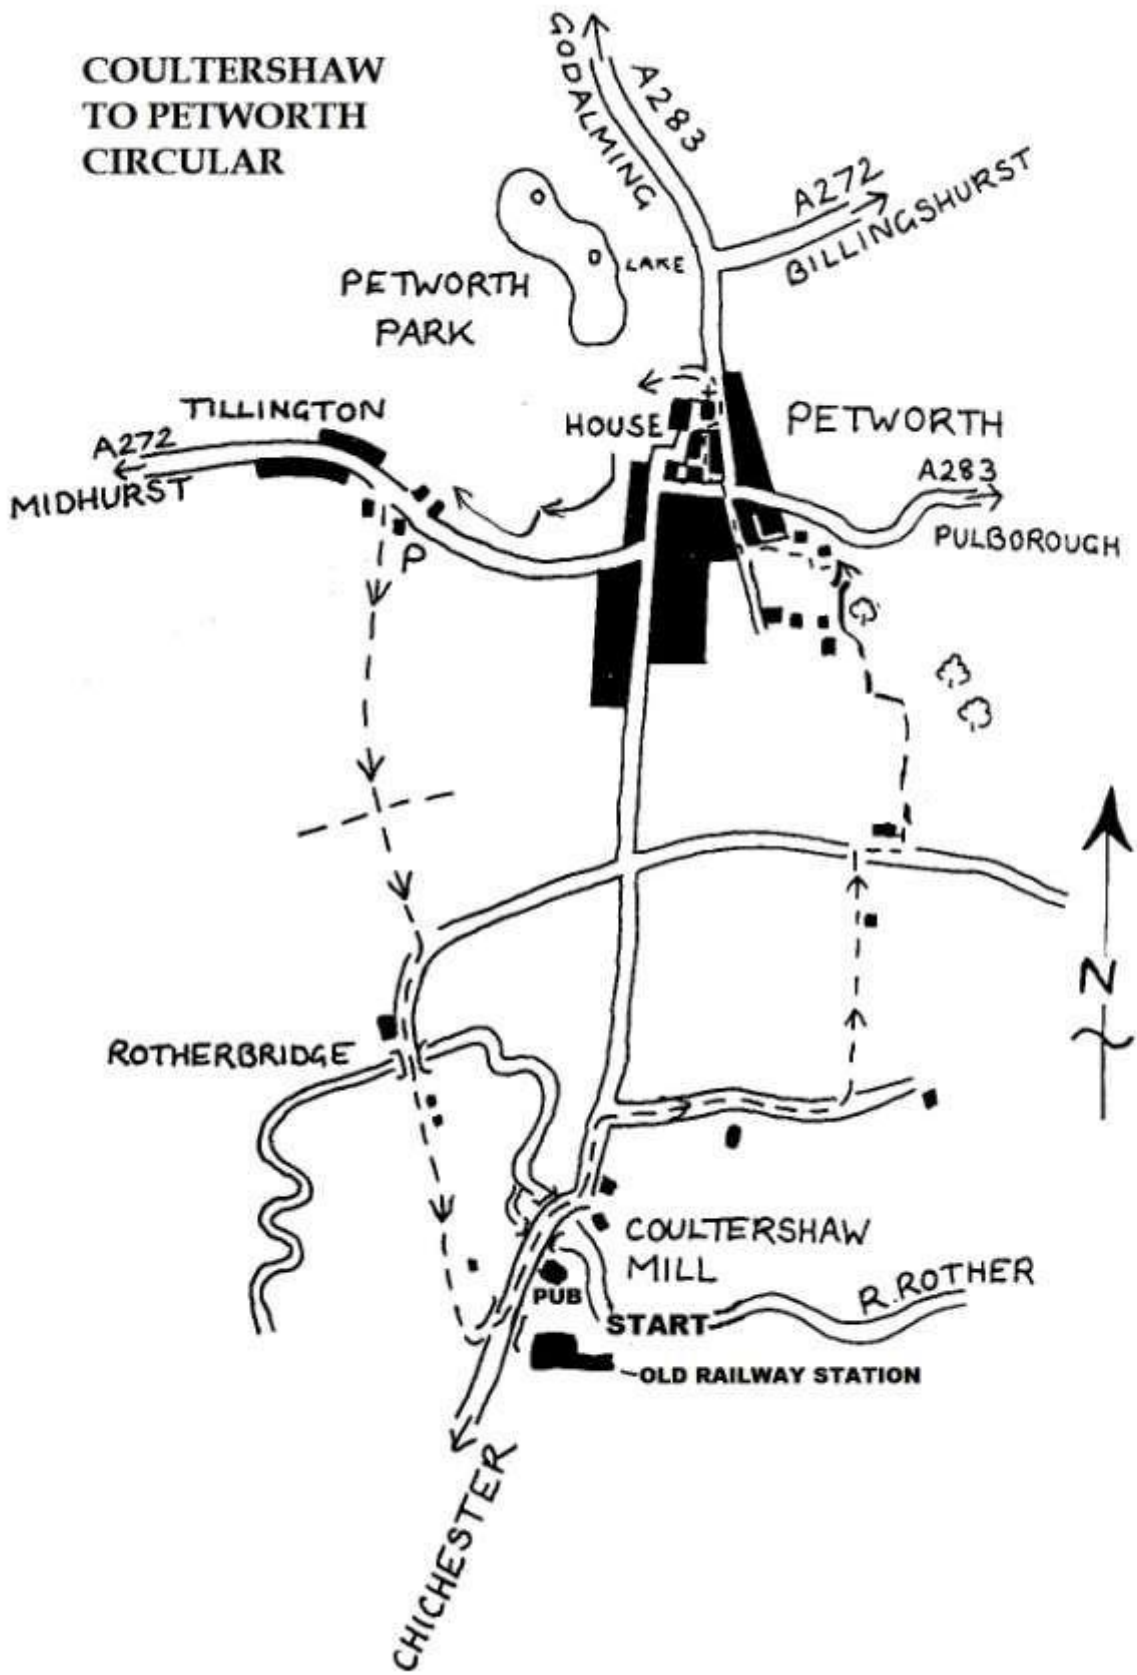 COULTERSHAW
TO PETWORTH
CIRCULAR
GODALMING
A283
A272
BILLINGSHURST
LAKE
PETWORTH
PARK
TILLINGTON
A272
MIDHURST
HOUSE
PETWORTH
A283
PULBOROUGH
P
N
ROTHERBRIDGE
COULTERSHAW
MILL
R. ROTHER
PUB
START
OLD RAILWAY STATION
CHICHESTER